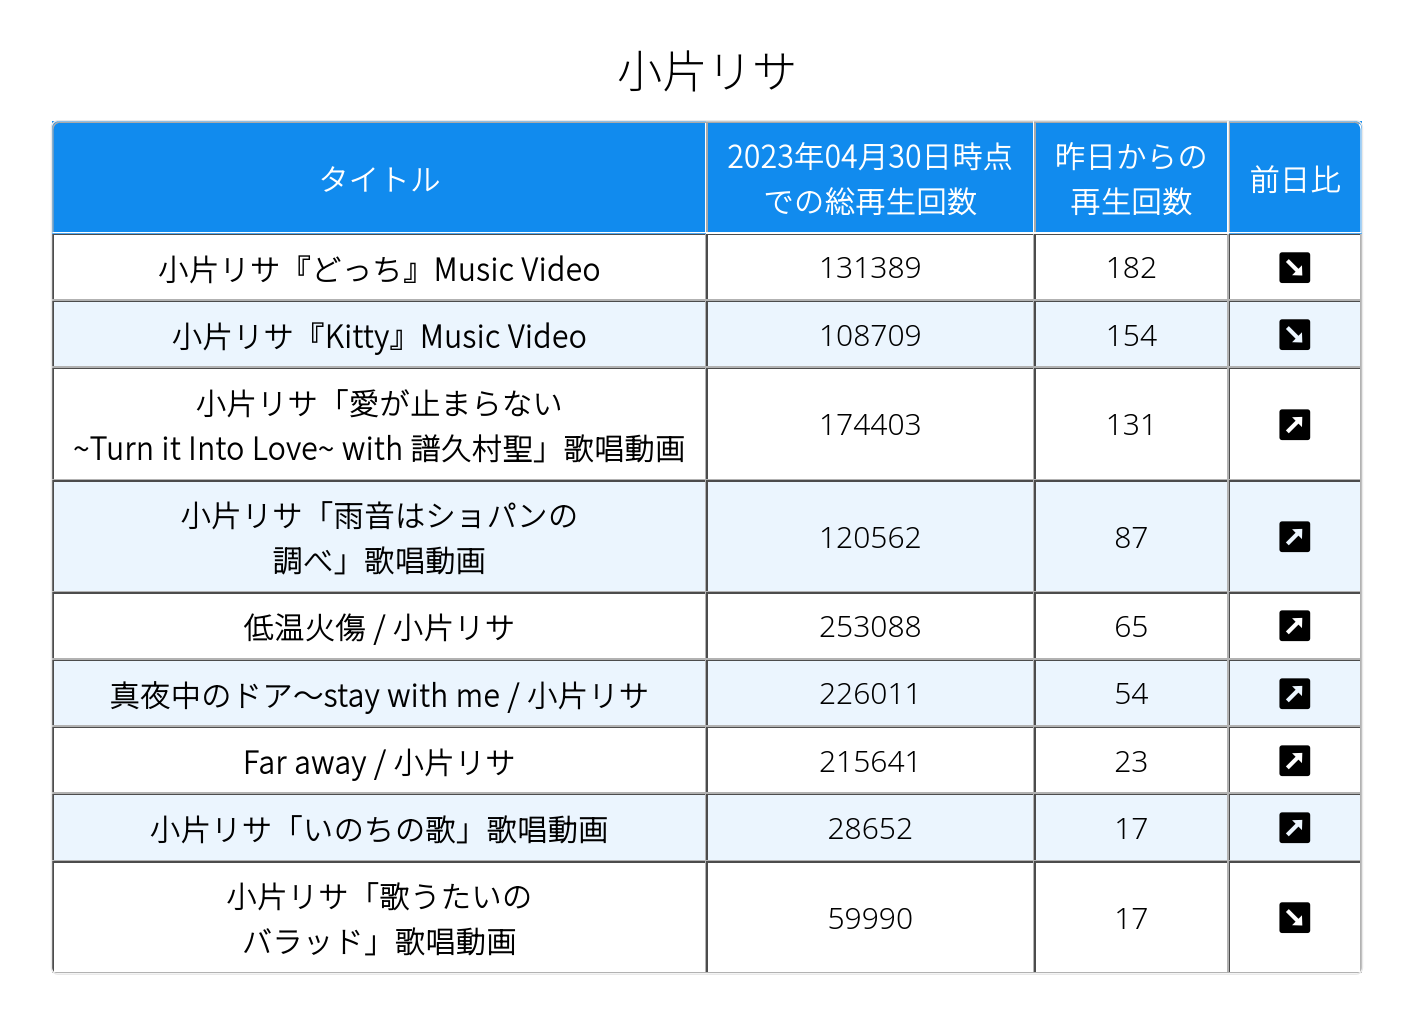 小片リサ
タイトル
2023年04月30日時点
での総再生回数
昨日からの
再生回数
前日比
小片リサ『どっち』Music Video
131389
182
小片リサ『Kitty』Music Video
108709
154
小片リサ「愛が止まらない
~Turn it Into Love~ with 譜久村聖」歌唱動画
174403
131
小片リサ「雨音はショパンの
調べ」歌唱動画
120562
87
低温火傷 / 小片リサ
253088
65
真夜中のドア〜stay with me / 小片リサ
226011
54
Far away / 小片リサ
215641
23
小片リサ「いのちの歌」歌唱動画
28652
17
小片リサ「歌うたいの
バラッド」歌唱動画
59990
17